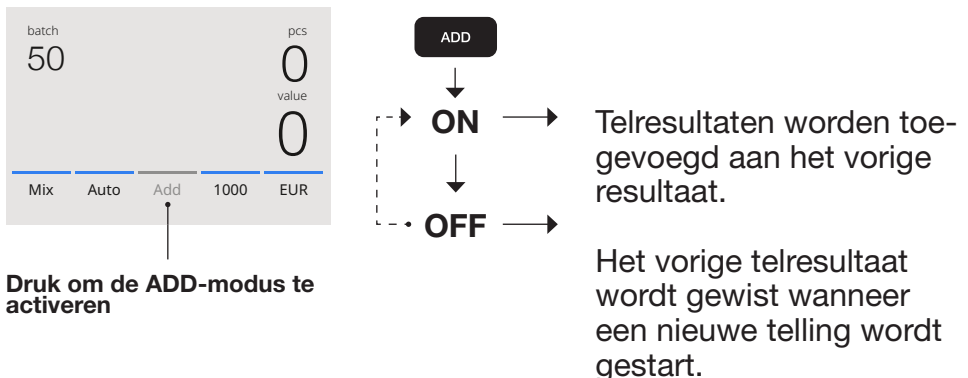 batch
50
pcs
0
value
0
Mix Auto Add 1000 EUR
Druk om de ADD-modus te
activeren
ADD
ON
OFF
Telresultaten worden toe-
gevoegd aan het vorige
resultaat.
Het vorige telresultaat
wordt gewist wanneer
een nieuwe telling wordt
gestart.